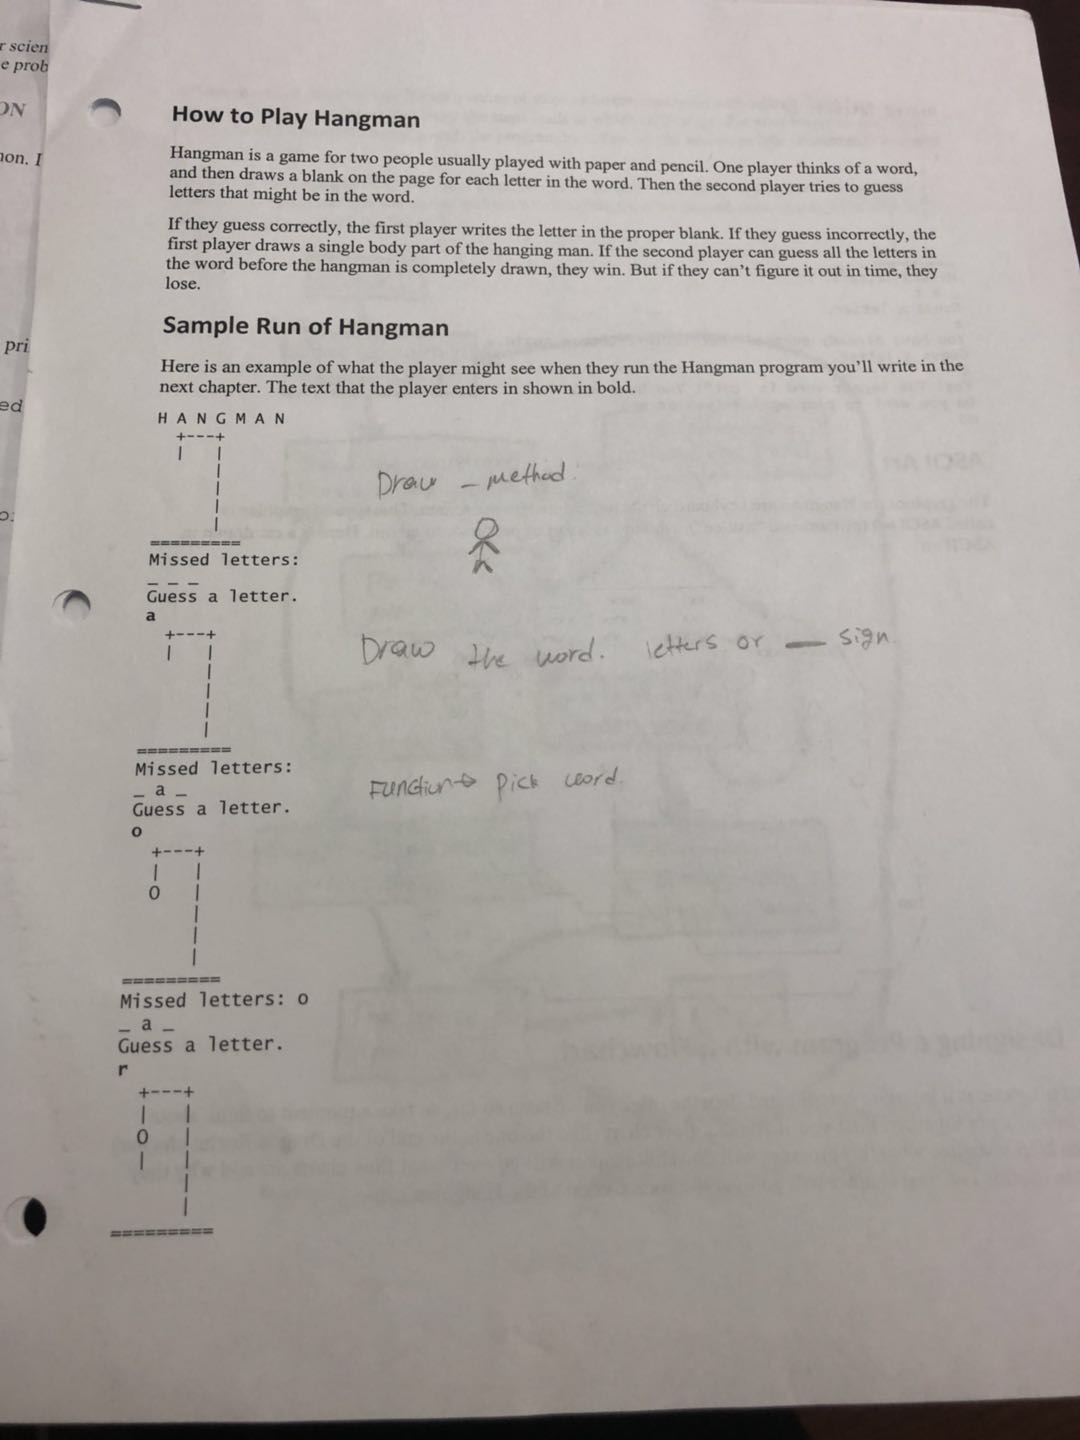 r scien
e prob
ON
non. I
pri
ed
How to Play Hangman
Hangman is a game for two people usually played with paper and pencil. One player thinks of a word,
and then draws a blank on the page for each letter in the word. Then the second player tries to guess
letters that might be in the word.
If they guess correctly, the first player writes the letter in the proper blank. If they guess incorrectly, the
first player draws a single body part of the hanging man. If the second player can guess all the letters in
the word before the hangman is completely drawn, they win. But if they can't figure it out in time, they
lose.
Sample Run of Hangman
Here is an example of what the player might see when they run the Hangman program you'll write in the
next chapter. The text that the player enters in shown in bold.
H A N G M A N
+---+
|   |
|
|
|
|
=========
Missed letters:
_ _ _
Guess a letter.
a
+---+
|   |
|
|
|
|
=========
Missed letters:
_ a _
Guess a letter.
o
+---+
|   |
O   |
|
|
|
=========
Missed letters: o
_ a _
Guess a letter.
r
+---+
|   |
O   |
|   |
|
|
=========
Draw - method.
Draw the word. letters or — sign.
Function→ pick word.